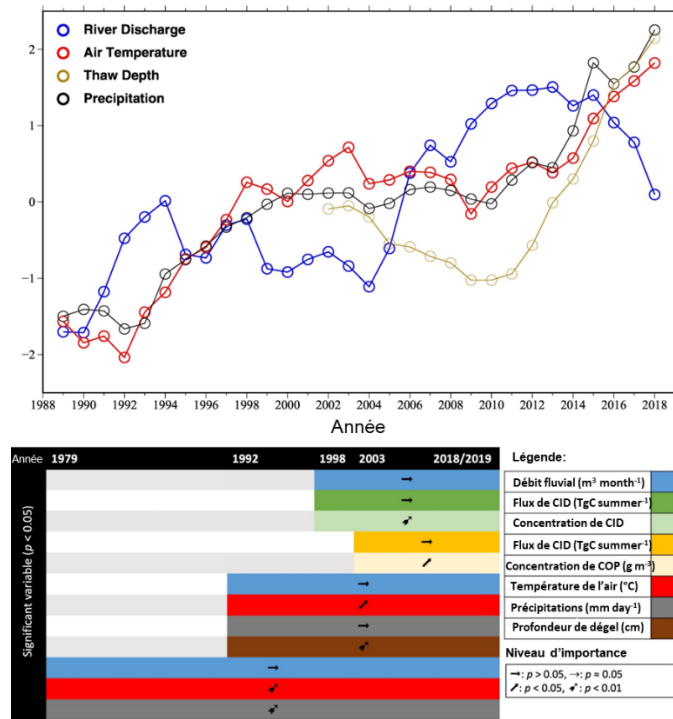 River Discharge
Air Temperature
Thaw Depth
Precipitation
2
1
0
−1
−2
1988 1990 1992 1994 1996 1998 2000 2002 2004 2006 2008 2010 2012 2014 2016 2018
Année
Année 1979 1992 1998 2003 2018/2019
Significant variable (p < 0.05)
Légende:
Débit fluvial (m³ month⁻¹)
Flux de CID (TgC summer⁻¹)
Concentration de CID
Flux de CID (TgC summer⁻¹)
Concentration de COP (g m⁻³)
Température de l'air (°C)
Précipitations (mm day⁻¹)
Profondeur de dégel (cm)
Niveau d'importance
→: p > 0.05, →: p ≈ 0.05
↗: p < 0.05, ➶: p < 0.01